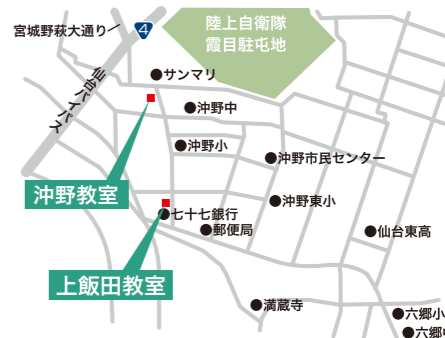 宮城野萩大通り
4
陸上自衛隊
霞目駐屯地
仙台バイパス
サンマリ
沖野中
沖野小
沖野市民センター
沖野教室
沖野東小
七十七銀行
郵便局
仙台東高
上飯田教室
満蔵寺
六郷小
六郷中